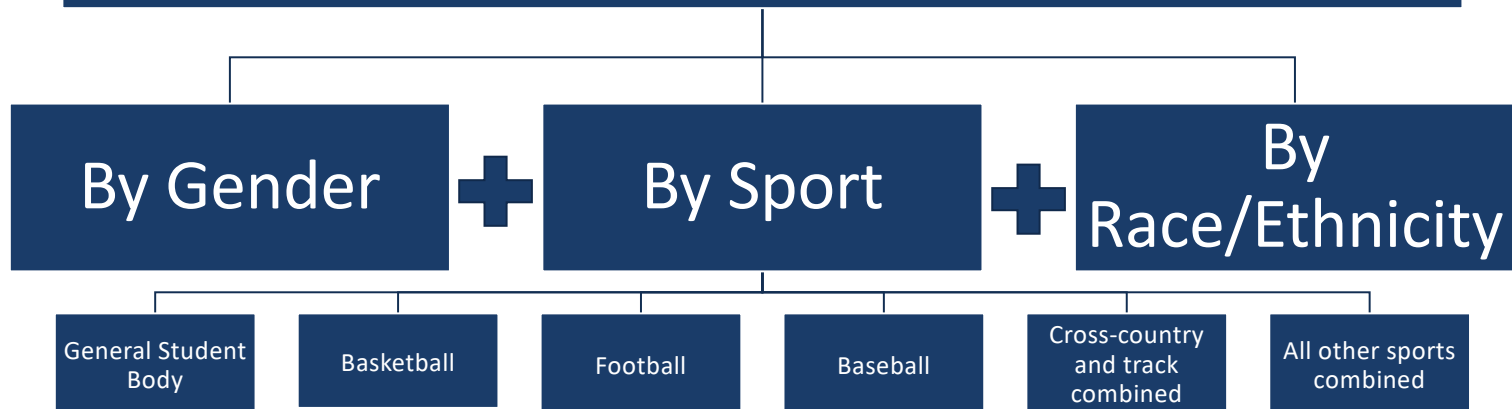 By Gender
By Sport
By
Race/Ethnicity
General Student
Body
Basketball
Football
Baseball
Cross-country
and track
combined
All other sports
combined